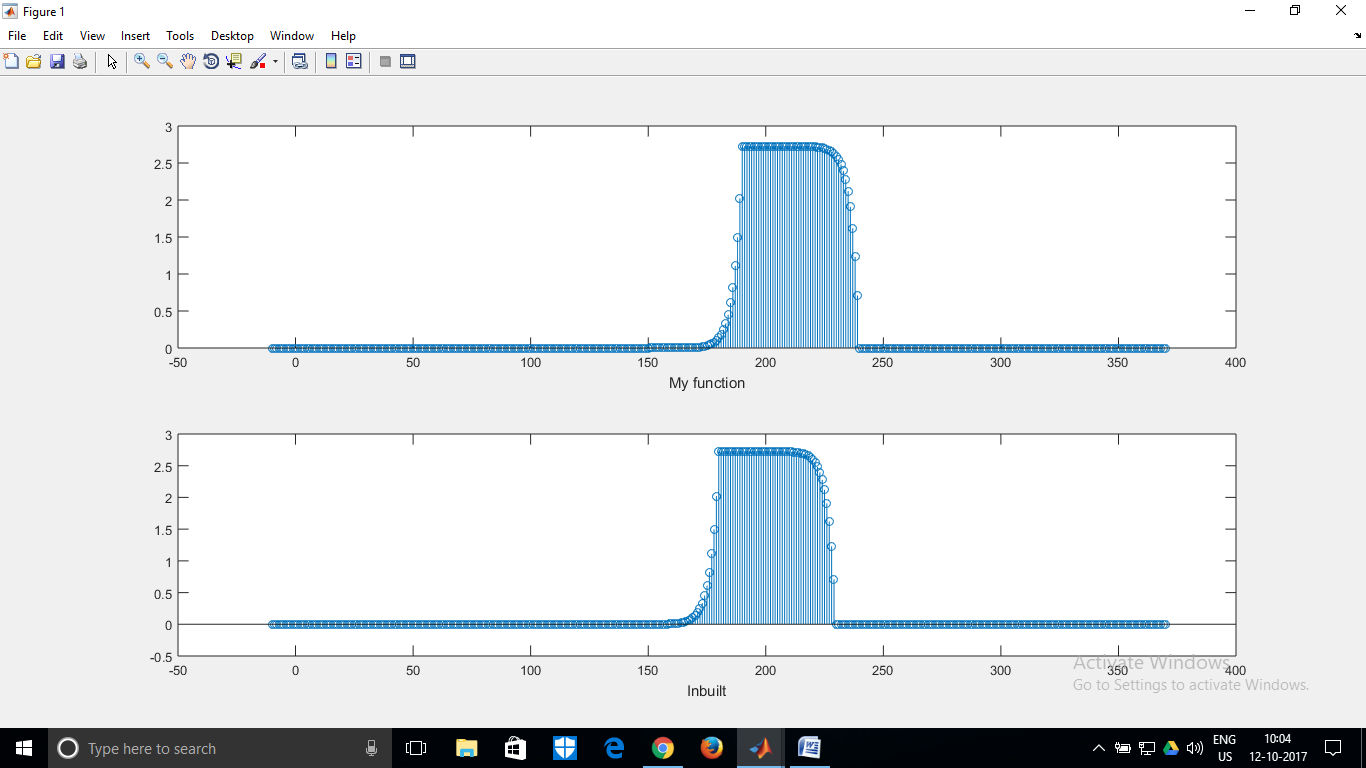 Figure 1
File Edit View Insert Tools Desktop Window Help
3
2.5
2
1.5
1
0.5
0
-50 0 50 100 150 200 250 300 350 400
My function
3
2.5
2
1.5
1
0.5
0
-0.5
-50 0 50 100 150 200 250 300 350 400
Inbuilt
Activate Windows
Go to Settings to activate Windows.
Type here to search
ENG 10:04
US 12-10-2017